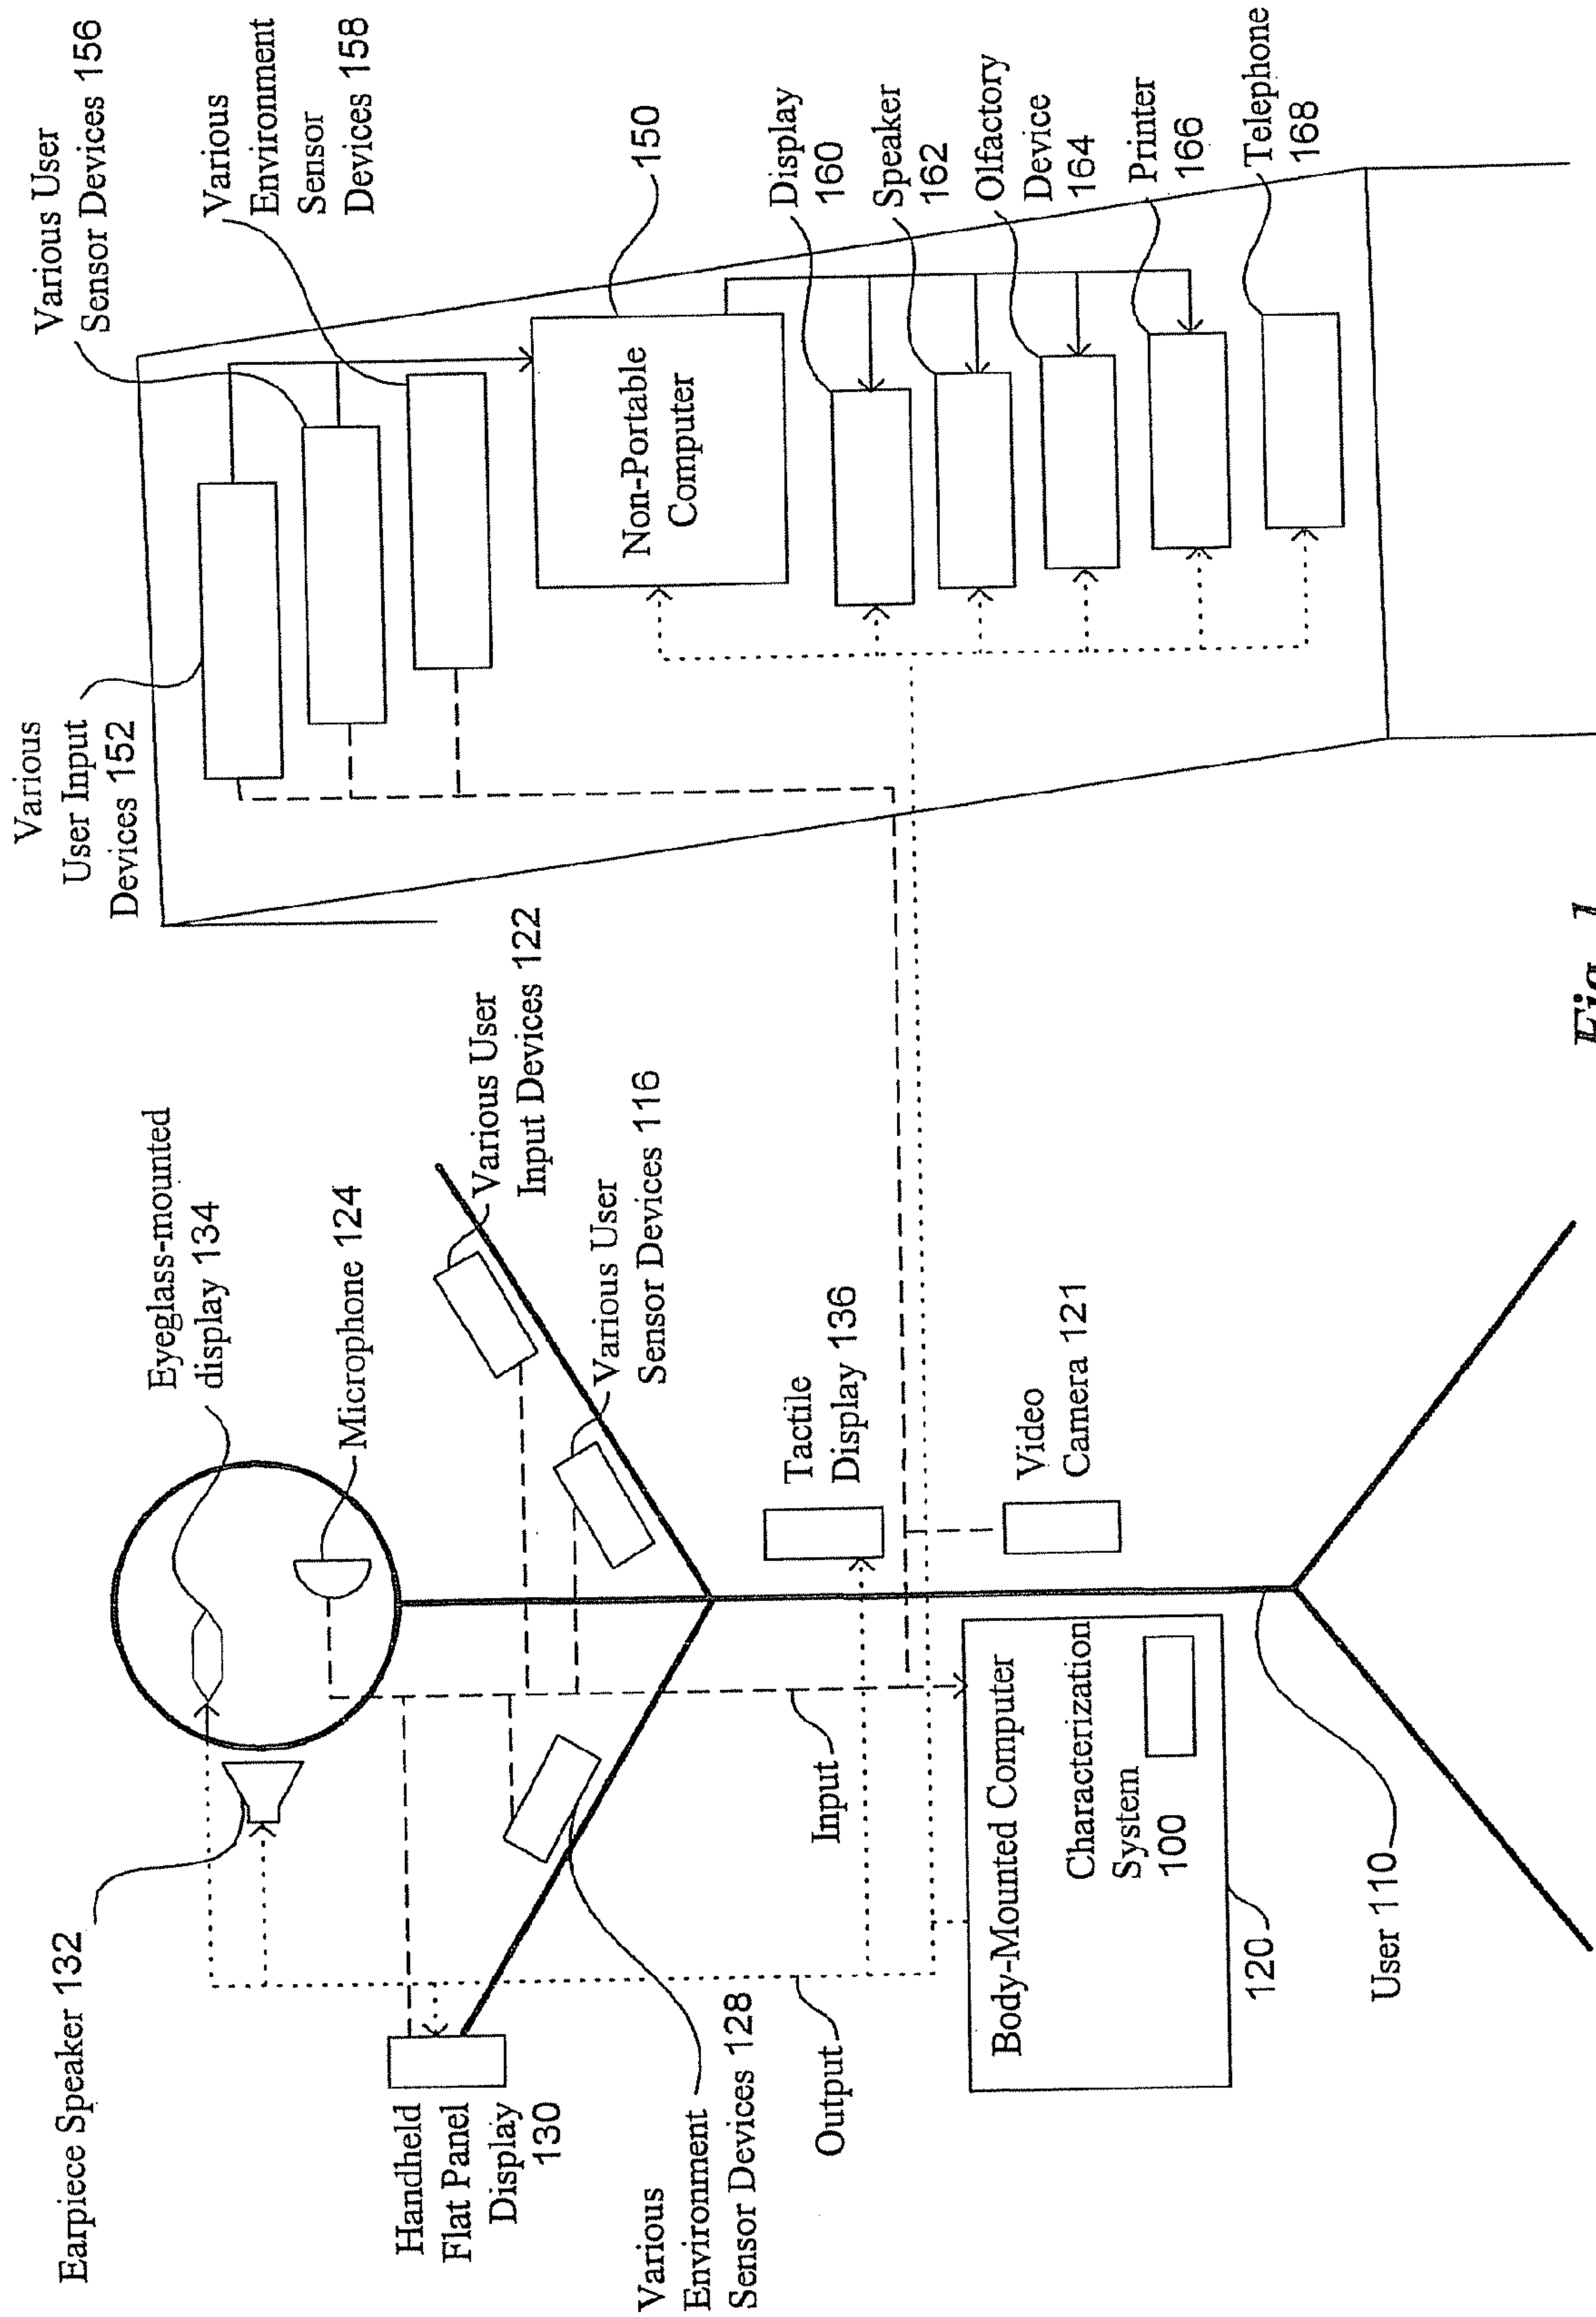 Earpiece Speaker 132
Eyeglass-mounted
display 134
Microphone 124
Various User
Input Devices 122
Various User
Sensor Devices 116
Handheld
Flat Panel
Display
130
Various
Environment
Sensor Devices 128
Output
Input
Tactile
Display 136
Video
Camera 121
Body-Mounted Computer
Characterization
System
100
120
User 110
Various
User Input
Devices 152
Various User
Sensor Devices 156
Various
Environment
Sensor
Devices 158
Non-Portable
Computer
150
Display
160
Speaker
162
Olfactory
Device
164
Printer
166
Telephone
168
Fig. 1